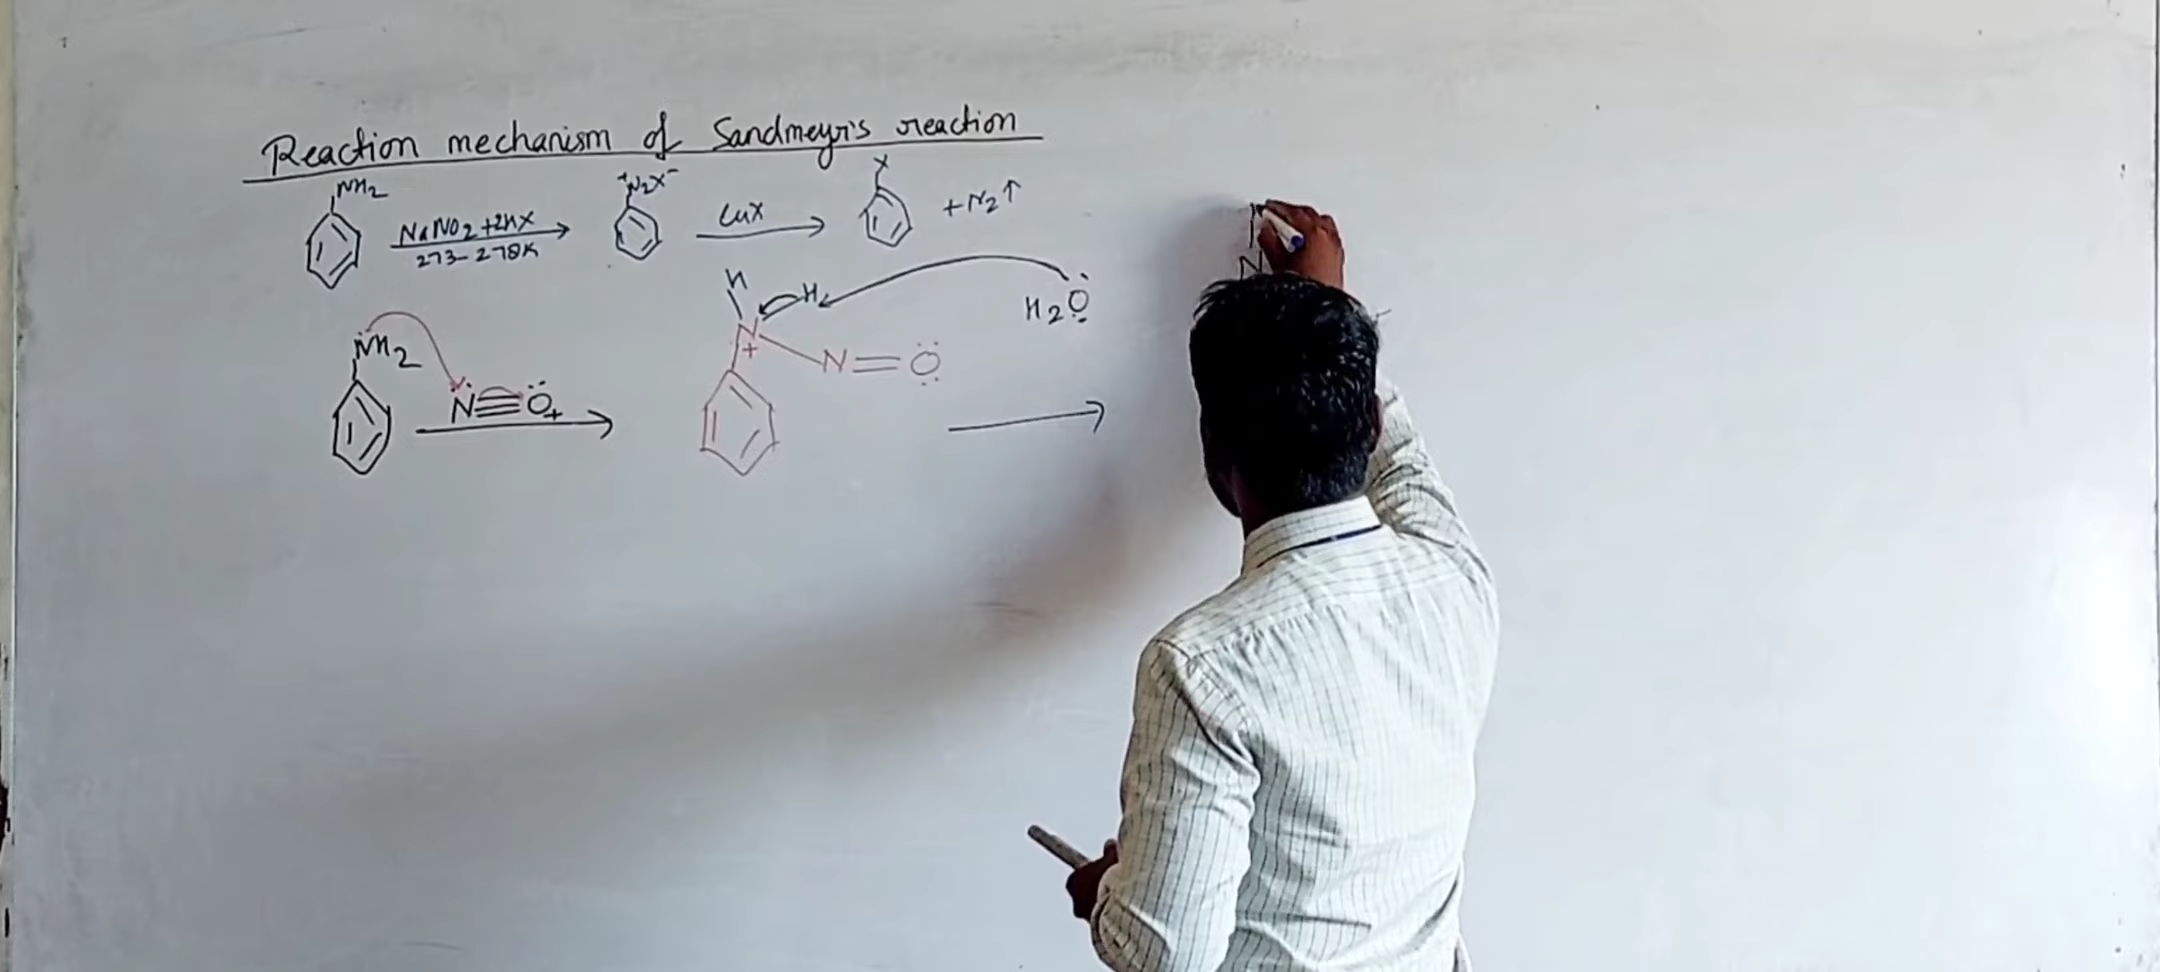 Reaction mechanism of Sandmeyr's reaction
NH2 NaNO2+2HX 273-278K +N2X- CuX X +N2↑
NH2 N≡O+ H N+ H N=O H2O N